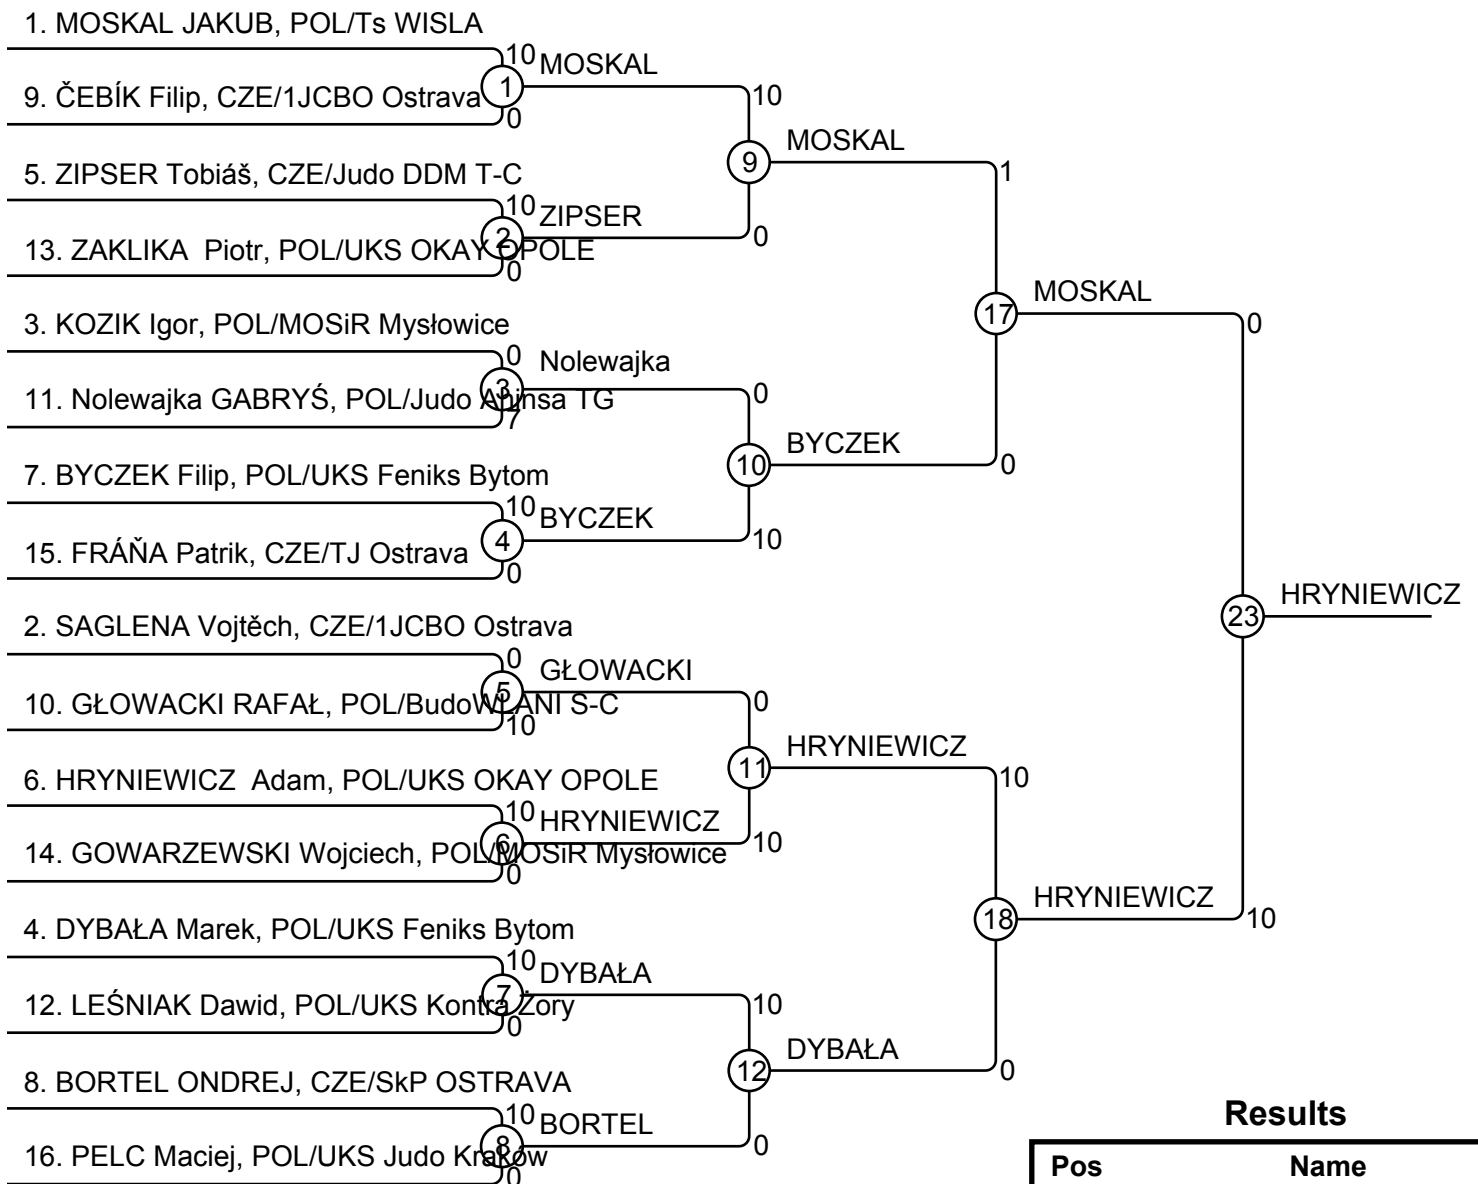 1. MOSKAL JAKUB, POL/Ts WISLA
10
MOSKAL
1
9. ČEBÍK Filip, CZE/1JCBO Ostrava
0
10
MOSKAL
9
1
5. ZIPSER Tobiáš, CZE/Judo DDM T-C
10
ZIPSER
2
0
13. ZAKLIKA  Piotr, POL/UKS OKAY OPOLE
0
MOSKAL
17
0
3. KOZIK Igor, POL/MOSiR Mysłowice
0
Nolewajka
3
0
11. Nolewajka GABRYŚ, POL/Judo Aninsa TG
7
BYCZEK
10
0
7. BYCZEK Filip, POL/UKS Feniks Bytom
10
BYCZEK
4
10
15. FRÁŇA Patrik, CZE/TJ Ostrava
0
HRYNIEWICZ
23
2. SAGLENA Vojtěch, CZE/1JCBO Ostrava
0
GŁOWACKI
5
0
10. GŁOWACKI RAFAŁ, POL/BudoWLANI S-C
10
HRYNIEWICZ
11
10
6. HRYNIEWICZ  Adam, POL/UKS OKAY OPOLE
10
HRYNIEWICZ
6
10
14. GOWARZEWSKI Wojciech, POL/MOSiR Mysłowice
0
HRYNIEWICZ
18
10
4. DYBAŁA Marek, POL/UKS Feniks Bytom
10
DYBAŁA
7
10
12. LEŚNIAK Dawid, POL/UKS Kontra Żory
0
DYBAŁA
12
0
8. BORTEL ONDREJ, CZE/SkP OSTRAVA
10
BORTEL
8
0
16. PELC Maciej, POL/UKS Judo Kraków
0
Results
Pos Name